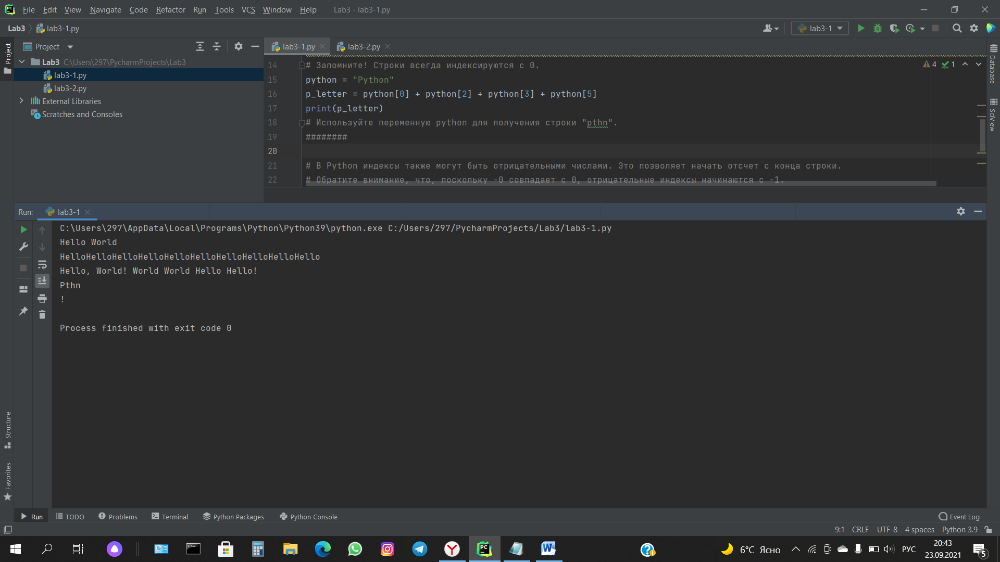 File Edit View Navigate Code Refactor Run Tools VCS Window Help Lab3 - lab3-1.py
Lab3 lab3-1.py lab3-1
Project
Project
lab3-1.py lab3-2.py
Lab3 C:\Users\297\PycharmProjects\Lab3
lab3-1.py
lab3-2.py
External Libraries
Scratches and Consoles
14 # Запомните! Строки всегда индексируются с 0.
15 python = "Python"
16 p_letter = python[0] + python[2] + python[3] + python[5]
17 print(p_letter)
18 # Используйте переменную python для получения строки "pthn".
19 ########
20
21 # В Python индексы также могут быть отрицательными числами. Это позволяет начать отсчет с конца строки.
22 # Обратите внимание, что, поскольку -0 совпадает с 0, отрицательные индексы начинаются с -1.
4 1
Database
SciView
Run: lab3-1
C:\Users\297\AppData\Local\Programs\Python\Python39\python.exe C:/Users/297/PycharmProjects/Lab3/lab3-1.py
Hello World
HelloHelloHelloHelloHelloHelloHelloHelloHelloHello
Hello, World! World World Hello Hello!
Pthn
!
Process finished with exit code 0
Structure
Favorites
Run TODO Problems Terminal Python Packages Python Console Event Log
9:1 CRLF UTF-8 4 spaces Python 3.9
6°C Ясно РУС 20:43
23.09.2021
5